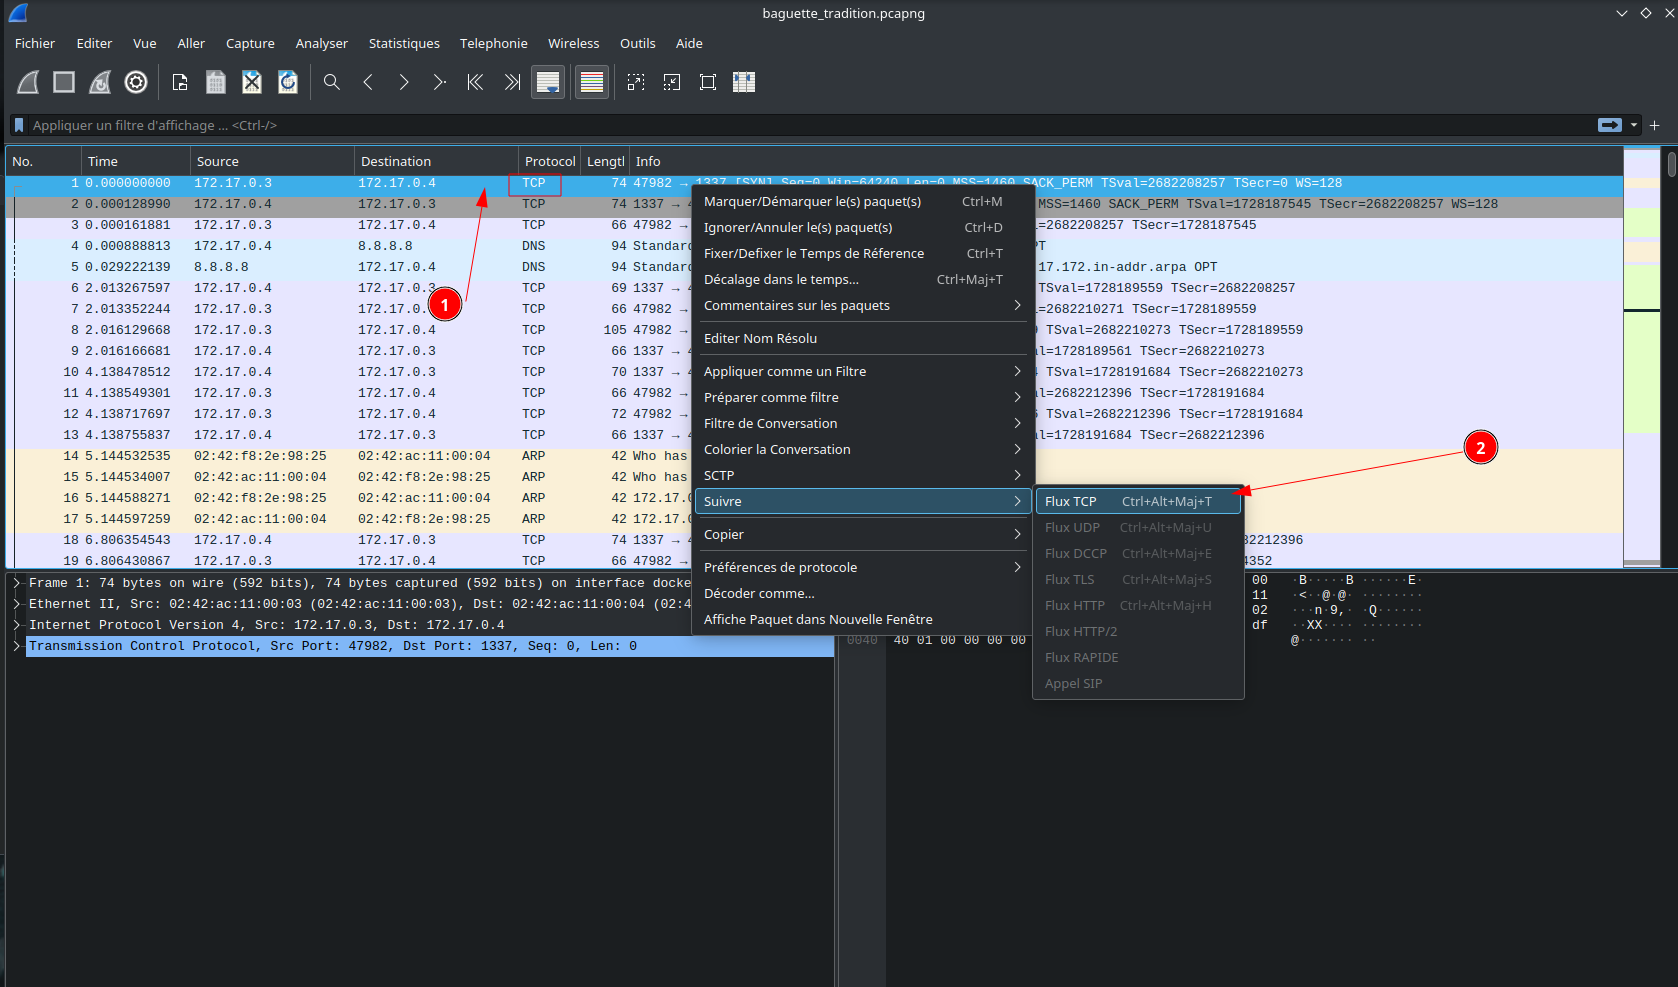 baguette_tradition.pcapng
Fichier Editer Vue Aller Capture Analyser Statistiques Telephonie Wireless Outils Aide
Appliquer un filtre d'affichage ... <Ctrl-/>
No. Time Source Destination Protocol Lengtl Info
1 0.000000000 172.17.0.3 172.17.0.4 TCP 74 47982 → 1337 [SYN] Seq=0 Win=64240 Len=0 MSS=1460 SACK_PERM TSval=2682208257 TSecr=0 WS=128
2 0.000128990 172.17.0.4 172.17.0.3 TCP 74 1337 → MSS=1460 SACK_PERM TSval=1728187545 TSecr=2682208257 WS=128
3 0.000161881 172.17.0.3 172.17.0.4 TCP 66 47982 → l=2682208257 TSecr=1728187545
4 0.000888813 172.17.0.4 8.8.8.8 DNS 94 Standar PT
5 0.029222139 8.8.8.8 172.17.0.4 DNS 94 Standar 17.172.in-addr.arpa OPT
6 2.013267597 172.17.0.4 172.17.0.3 TCP 69 1337 → TSval=1728189559 TSecr=2682208257
7 2.013352244 172.17.0.3 172.17.0. TCP 66 47982 → l=2682210271 TSecr=1728189559
8 2.016129668 172.17.0.3 172.17.0.4 TCP 105 47982 → TSval=2682210273 TSecr=1728189559
9 2.016166681 172.17.0.4 172.17.0.3 TCP 66 1337 → al=1728189561 TSecr=2682210273
10 4.138478512 172.17.0.4 172.17.0.3 TCP 70 1337 → TSval=1728191684 TSecr=2682210273
11 4.138549301 172.17.0.3 172.17.0.4 TCP 66 47982 → l=2682212396 TSecr=1728191684
12 4.138717697 172.17.0.3 172.17.0.4 TCP 72 47982 → TSval=2682212396 TSecr=1728191684
13 4.138755837 172.17.0.4 172.17.0.3 TCP 66 1337 → al=1728191684 TSecr=2682212396
14 5.144532535 02:42:f8:2e:98:25 02:42:ac:11:00:04 ARP 42 Who has
15 5.144534007 02:42:ac:11:00:04 02:42:f8:2e:98:25 ARP 42 Who has
16 5.144588271 02:42:ac:11:00:04 02:42:f8:2e:98:25 ARP 42 172.17.
17 5.144597259 02:42:f8:2e:98:25 02:42:ac:11:00:04 ARP 42 172.17.
18 6.806354543 172.17.0.4 172.17.0.3 TCP 74 1337 → 82212396
19 6.806430867 172.17.0.3 172.17.0.4 TCP 66 47982 → 4352
1
2
Marquer/Démarquer le(s) paquet(s) Ctrl+M
Ignorer/Annuler le(s) paquet(s) Ctrl+D
Fixer/Defixer le Temps de Réference Ctrl+T
Décalage dans le temps... Ctrl+Maj+T
Commentaires sur les paquets
Editer Nom Résolu
Appliquer comme un Filtre
Préparer comme filtre
Filtre de Conversation
Colorier la Conversation
SCTP
Suivre
Copier
Préférences de protocole
Décoder comme...
Affiche Paquet dans Nouvelle Fenêtre
Flux TCP Ctrl+Alt+Maj+T
Flux UDP Ctrl+Alt+Maj+U
Flux DCCP Ctrl+Alt+Maj+E
Flux TLS Ctrl+Alt+Maj+S
Flux HTTP Ctrl+Alt+Maj+H
Flux HTTP/2
Flux RAPIDE
Appel SIP
Frame 1: 74 bytes on wire (592 bits), 74 bytes captured (592 bits) on interface docke
Ethernet II, Src: 02:42:ac:11:00:03 (02:42:ac:11:00:03), Dst: 02:42:ac:11:00:04 (02:4
Internet Protocol Version 4, Src: 172.17.0.3, Dst: 172.17.0.4
Transmission Control Protocol, Src Port: 47982, Dst Port: 1337, Seq: 0, Len: 0
00 ·B·····B ······E·
11 ·<··@·@· ········
02 ···n·9,· ·Q······
df ··XX···· ········
0040 40 01 00 00 00 00 @······· ··